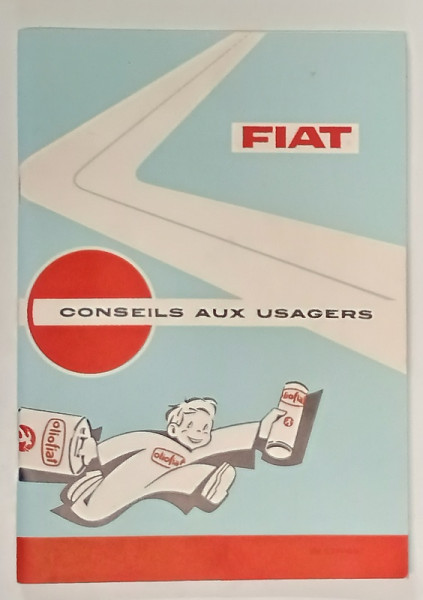 FIAT
CONSEILS AUX USAGERS
oliofiat
oliofiat
oliofiat